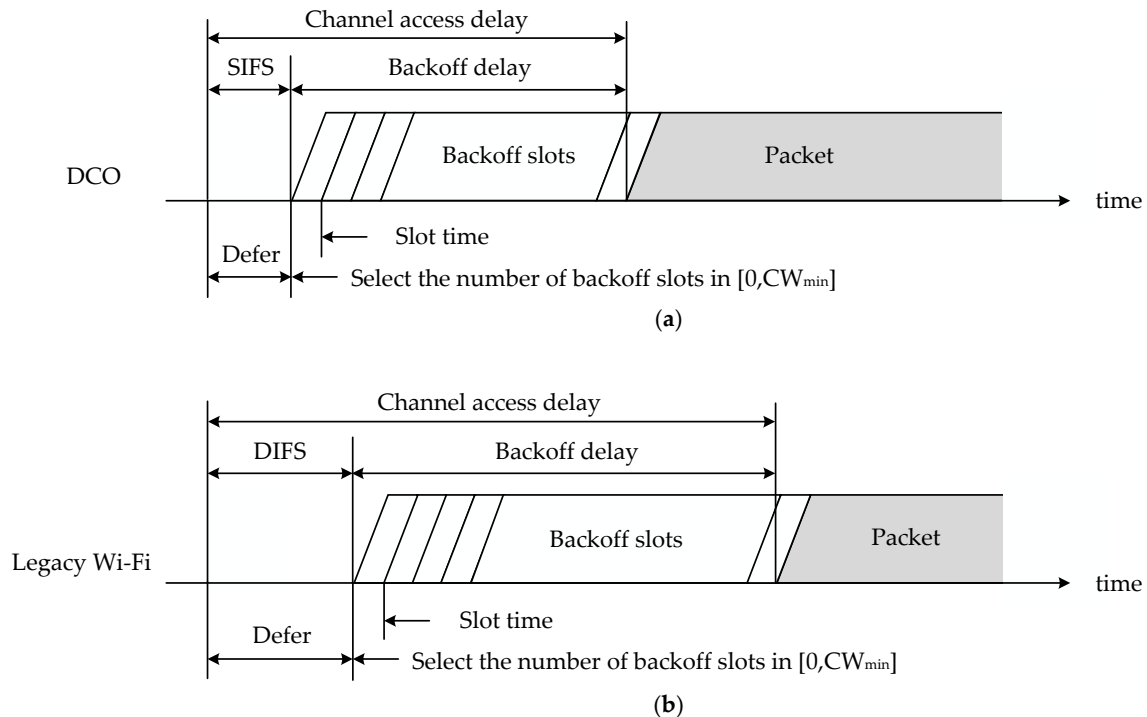 Channel access delay
SIFS
Backoff delay
Backoff slots
Packet
DCO
time
Slot time
Defer
Select the number of backoff slots in [0,CWmin]
(a)
Channel access delay
DIFS
Backoff delay
Backoff slots
Packet
Legacy Wi-Fi
time
Slot time
Defer
Select the number of backoff slots in [0,CWmin]
(b)